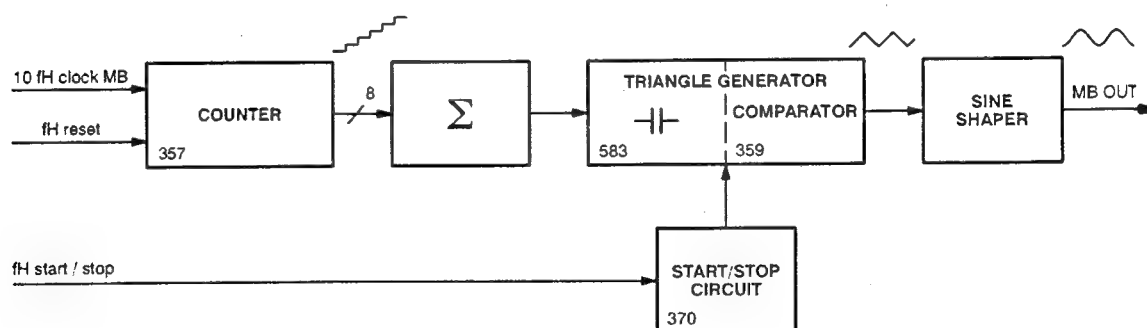 10 fH clock MB
fH reset
COUNTER
357
8
Σ
TRIANGLE GENERATOR
COMPARATOR
583
359
SINE
SHAPER
MB OUT
fH start / stop
START/STOP
CIRCUIT
370